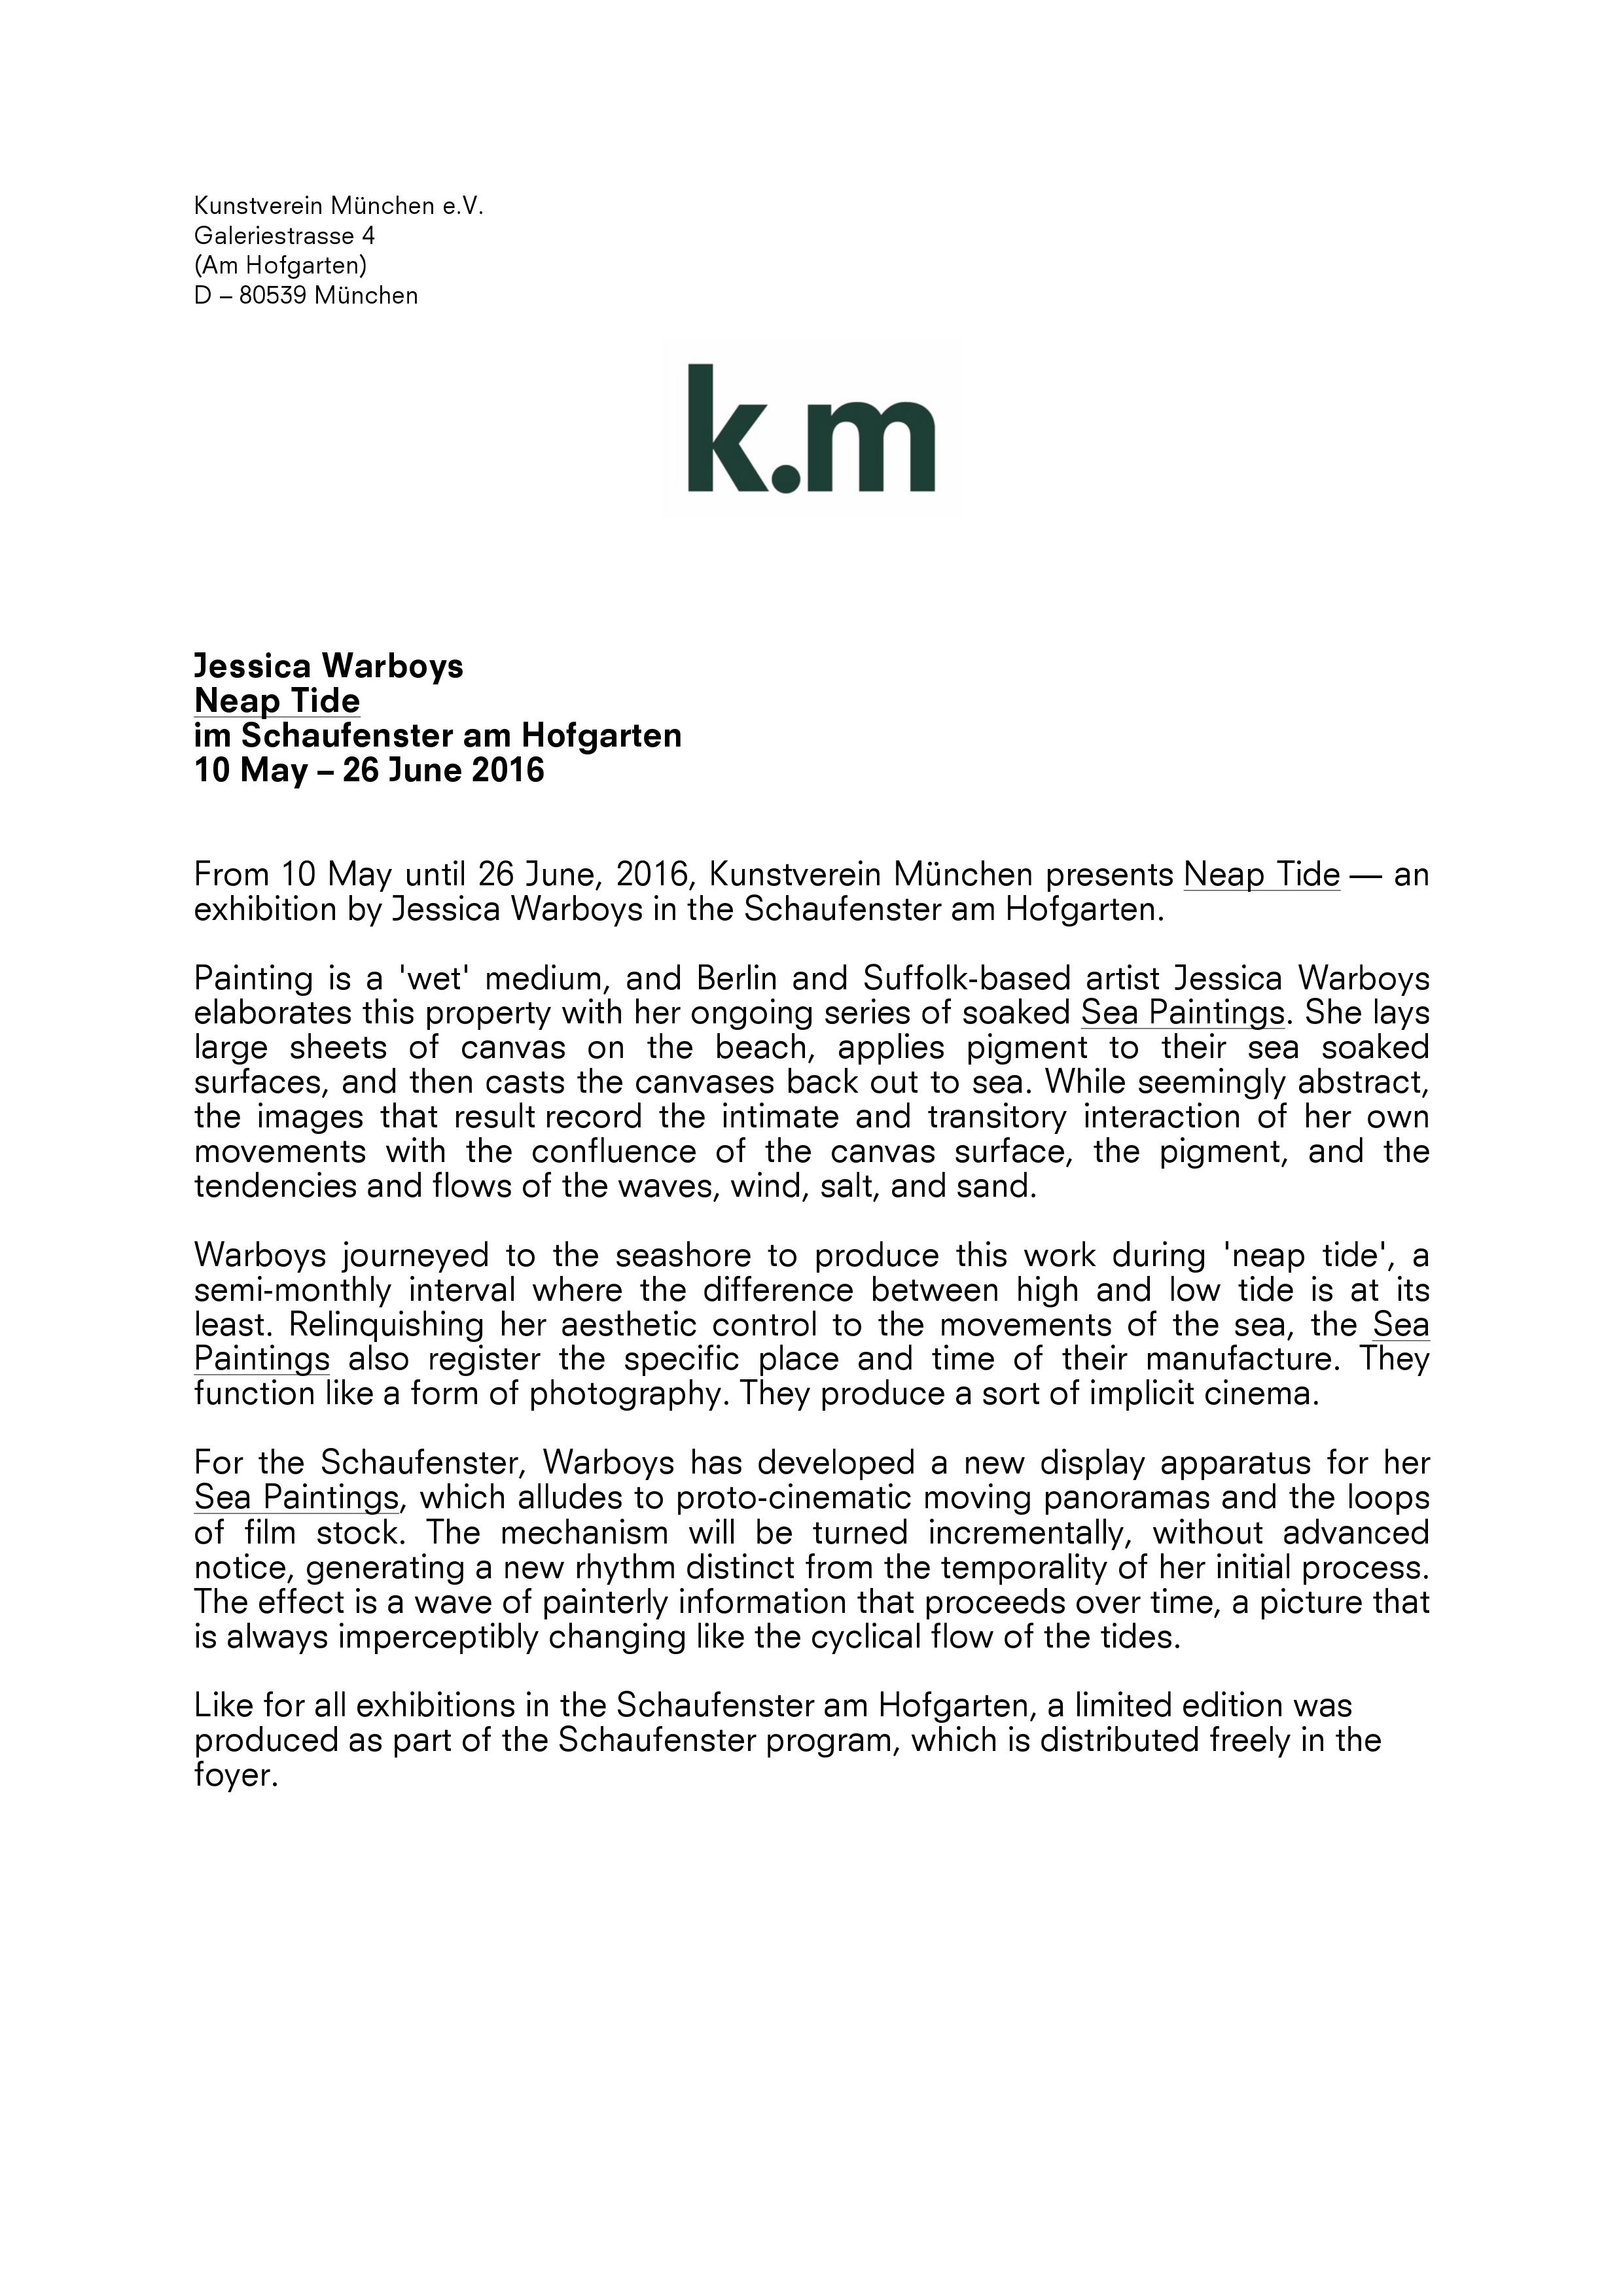 Kunstverein München e.V.
Galeriestrasse 4
(Am Hofgarten)
D – 80539 München
k.m
Jessica Warboys
Neap Tide
im Schaufenster am Hofgarten
10 May – 26 June 2016
From 10 May until 26 June, 2016, Kunstverein München presents Neap Tide — an
exhibition by Jessica Warboys in the Schaufenster am Hofgarten.
Painting is a 'wet' medium, and Berlin and Suffolk-based artist Jessica Warboys
elaborates this property with her ongoing series of soaked Sea Paintings. She lays
large sheets of canvas on the beach, applies pigment to their sea soaked
surfaces, and then casts the canvases back out to sea. While seemingly abstract,
the images that result record the intimate and transitory interaction of her own
movements with the confluence of the canvas surface, the pigment, and the
tendencies and flows of the waves, wind, salt, and sand.
Warboys journeyed to the seashore to produce this work during 'neap tide', a
semi-monthly interval where the difference between high and low tide is at its
least. Relinquishing her aesthetic control to the movements of the sea, the Sea
Paintings also register the specific place and time of their manufacture. They
function like a form of photography. They produce a sort of implicit cinema.
For the Schaufenster, Warboys has developed a new display apparatus for her
Sea Paintings, which alludes to proto-cinematic moving panoramas and the loops
of film stock. The mechanism will be turned incrementally, without advanced
notice, generating a new rhythm distinct from the temporality of her initial process.
The effect is a wave of painterly information that proceeds over time, a picture that
is always imperceptibly changing like the cyclical flow of the tides.
Like for all exhibitions in the Schaufenster am Hofgarten, a limited edition was
produced as part of the Schaufenster program, which is distributed freely in the
foyer.